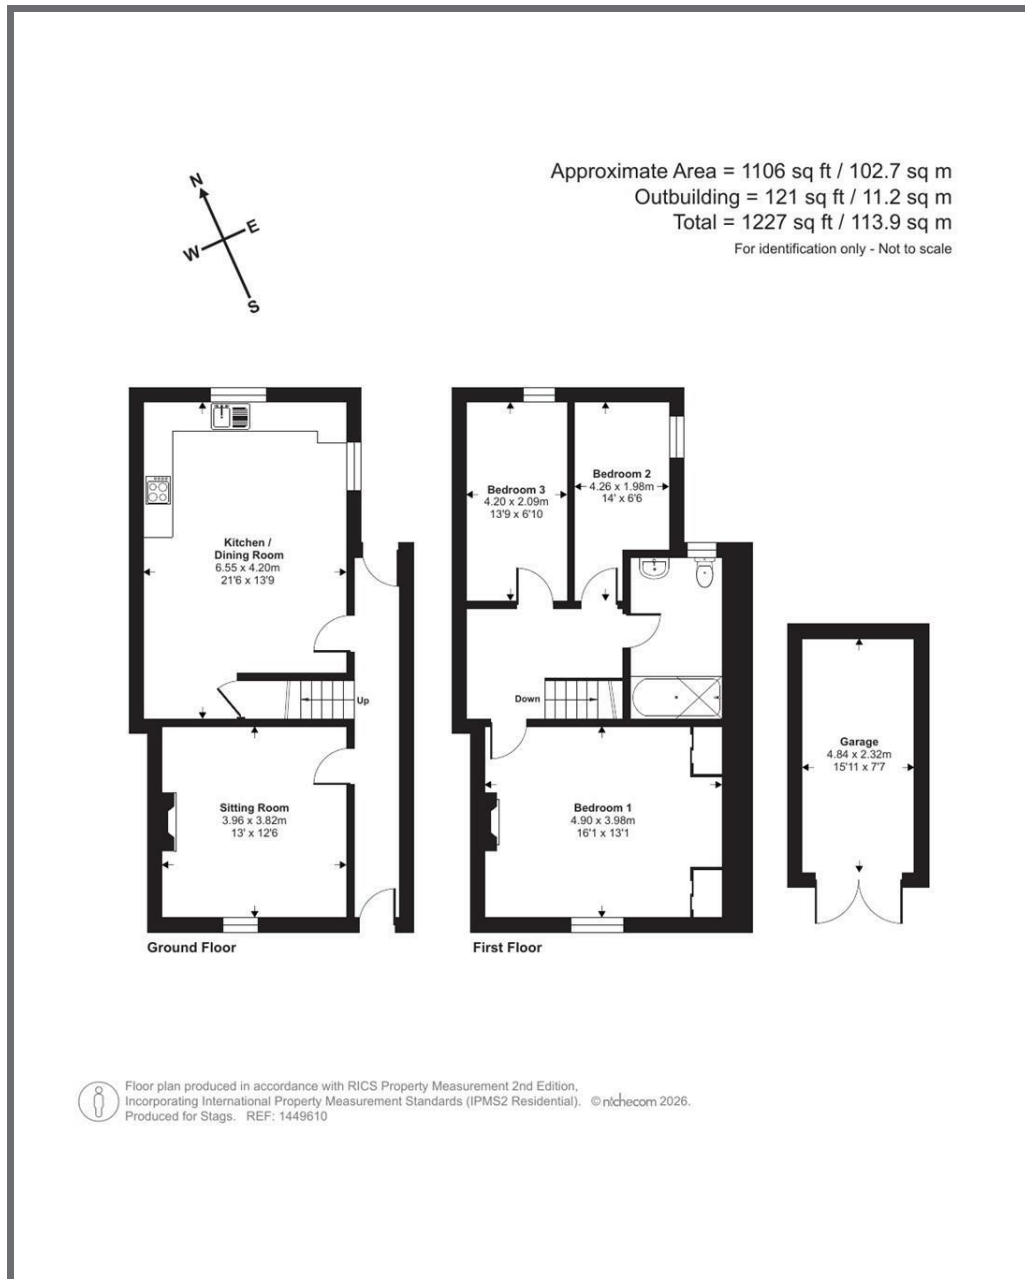 Approximate Area = 1106 sq ft / 102.7 sq m
Outbuilding = 121 sq ft / 11.2 sq m
Total = 1227 sq ft / 113.9 sq m
For identification only - Not to scale
N
E
W
S
Bedroom 3
4.20 x 2.09m
13'9 x 6'10
Bedroom 2
4.26 x 1.98m
14' x 6'6
Kitchen /
Dining Room
6.55 x 4.20m
21'6 x 13'9
Up
Down
Sitting Room
3.96 x 3.82m
13' x 12'6
Bedroom 1
4.90 x 3.98m
16'1 x 13'1
Garage
4.84 x 2.32m
15'11 x 7'7
Ground Floor
First Floor
Floor plan produced in accordance with RICS Property Measurement 2nd Edition,
Incorporating International Property Measurement Standards (IPMS2 Residential). © nichecom 2026.
Produced for Stags. REF: 1449610